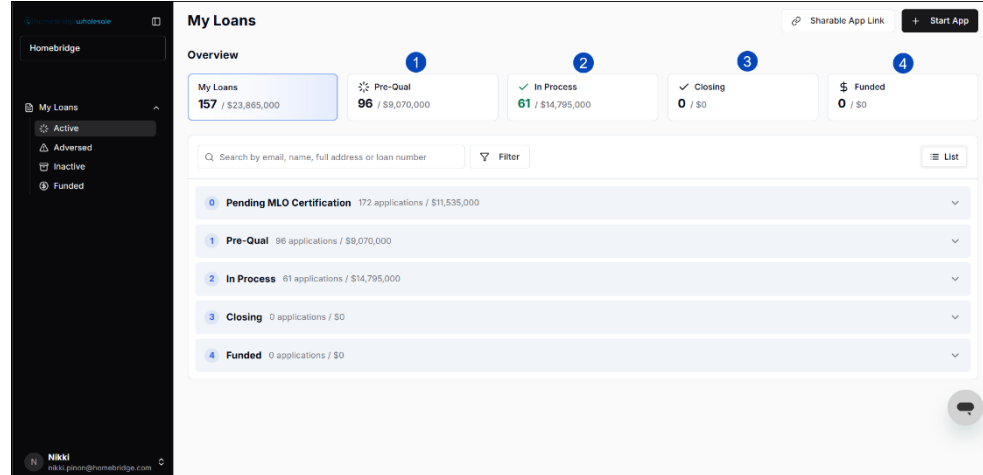 wholesale
Homebridge
My Loans
Active
Adversed
Inactive
Funded
N
Nikki
nikki.pinon@homebridge.com
My Loans
Sharable App Link
+ Start App
Overview
1
2
3
4
My Loans
157 / $23,865,000
Pre-Qual
96 / $9,070,000
In Process
61 / $14,795,000
Closing
0 / $0
$ Funded
0 / $0
Search by email, name, full address or loan number
Filter
List
0 Pending MLO Certification 172 applications / $11,535,000
1 Pre-Qual 96 applications / $9,070,000
2 In Process 61 applications / $14,795,000
3 Closing 0 applications / $0
4 Funded 0 applications / $0